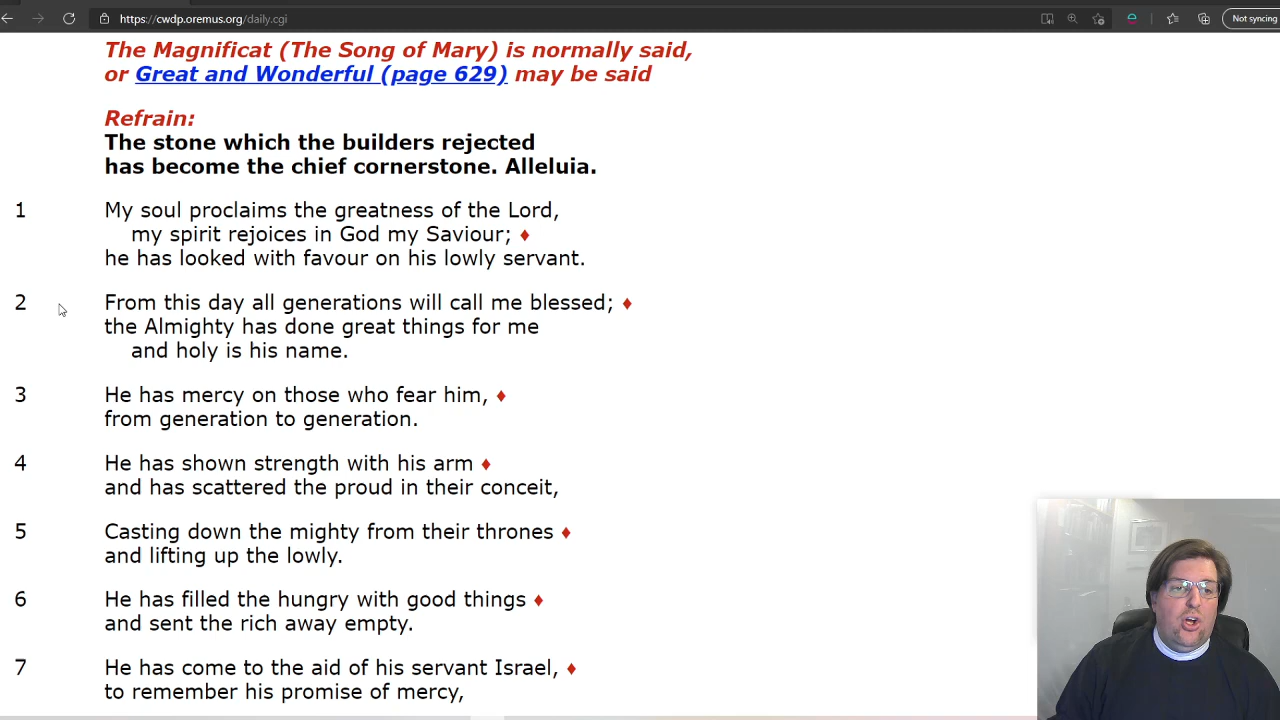 https://cwdp.oremus.org/daily.cgi
Not syncing
The Magnificat (The Song of Mary) is normally said,
or Great and Wonderful (page 629) may be said
Refrain:
The stone which the builders rejected
has become the chief cornerstone. Alleluia.
1 My soul proclaims the greatness of the Lord,
my spirit rejoices in God my Saviour; ♦
he has looked with favour on his lowly servant.
2 From this day all generations will call me blessed; ♦
the Almighty has done great things for me
and holy is his name.
3 He has mercy on those who fear him, ♦
from generation to generation.
4 He has shown strength with his arm ♦
and has scattered the proud in their conceit,
5 Casting down the mighty from their thrones ♦
and lifting up the lowly.
6 He has filled the hungry with good things ♦
and sent the rich away empty.
7 He has come to the aid of his servant Israel, ♦
to remember his promise of mercy,